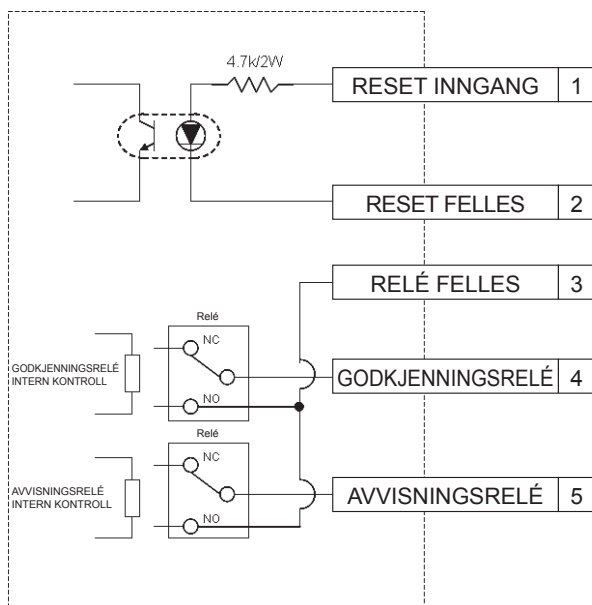 4.7k/2W
RESET INNGANG 1
RESET FELLES 2
RELÉ FELLES 3
Relé
NC
GODKJENNINGSRELÉ
INTERN KONTROLL
GODKJENNINGSRELÉ 4
NO
Relé
NC
AVVISNINGSRELÉ
INTERN KONTROLL
AVVISNINGSRELÉ 5
NO